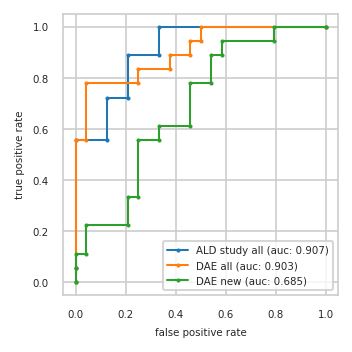 true positive rate
1.0
0.8
0.6
0.4
0.2
0.0
ALD study all (auc: 0.907)
DAE all (auc: 0.903)
DAE new (auc: 0.685)
0.0 0.2 0.4 0.6 0.8 1.0
false positive rate